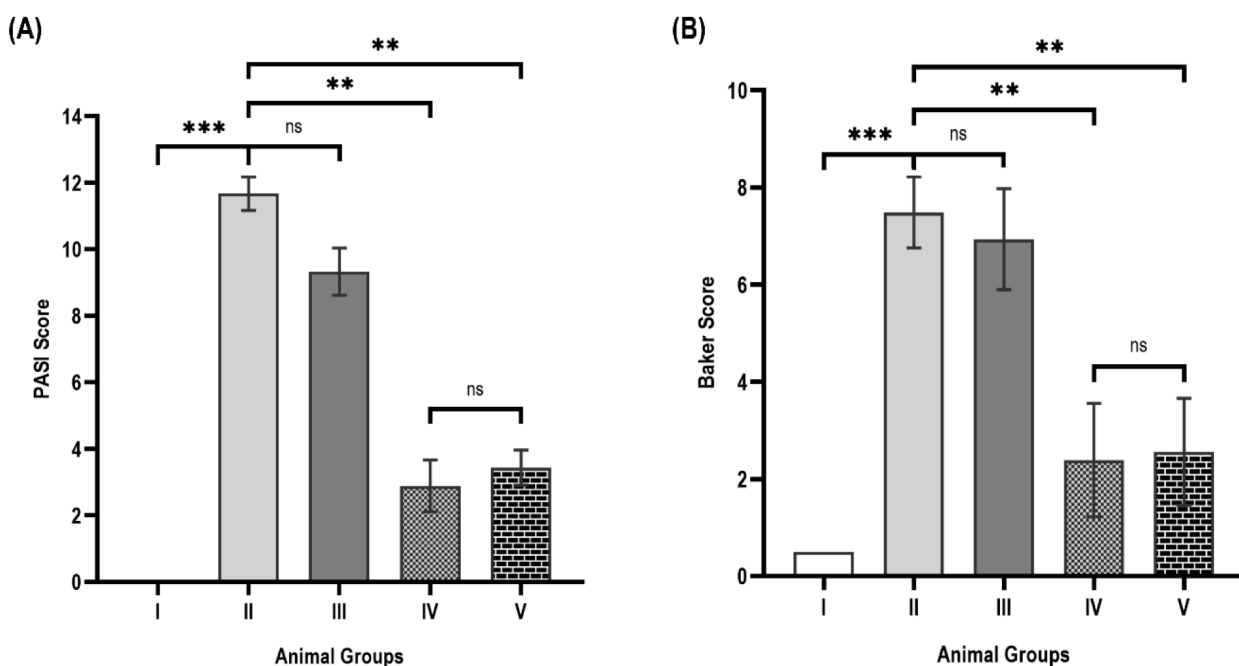 (A)
**
**
***
ns
ns
PASI Score
14
12
10
8
6
4
2
0
I II III IV V
Animal Groups
(B)
**
**
***
ns
ns
Baker Score
10
8
6
4
2
0
I II III IV V
Animal Groups